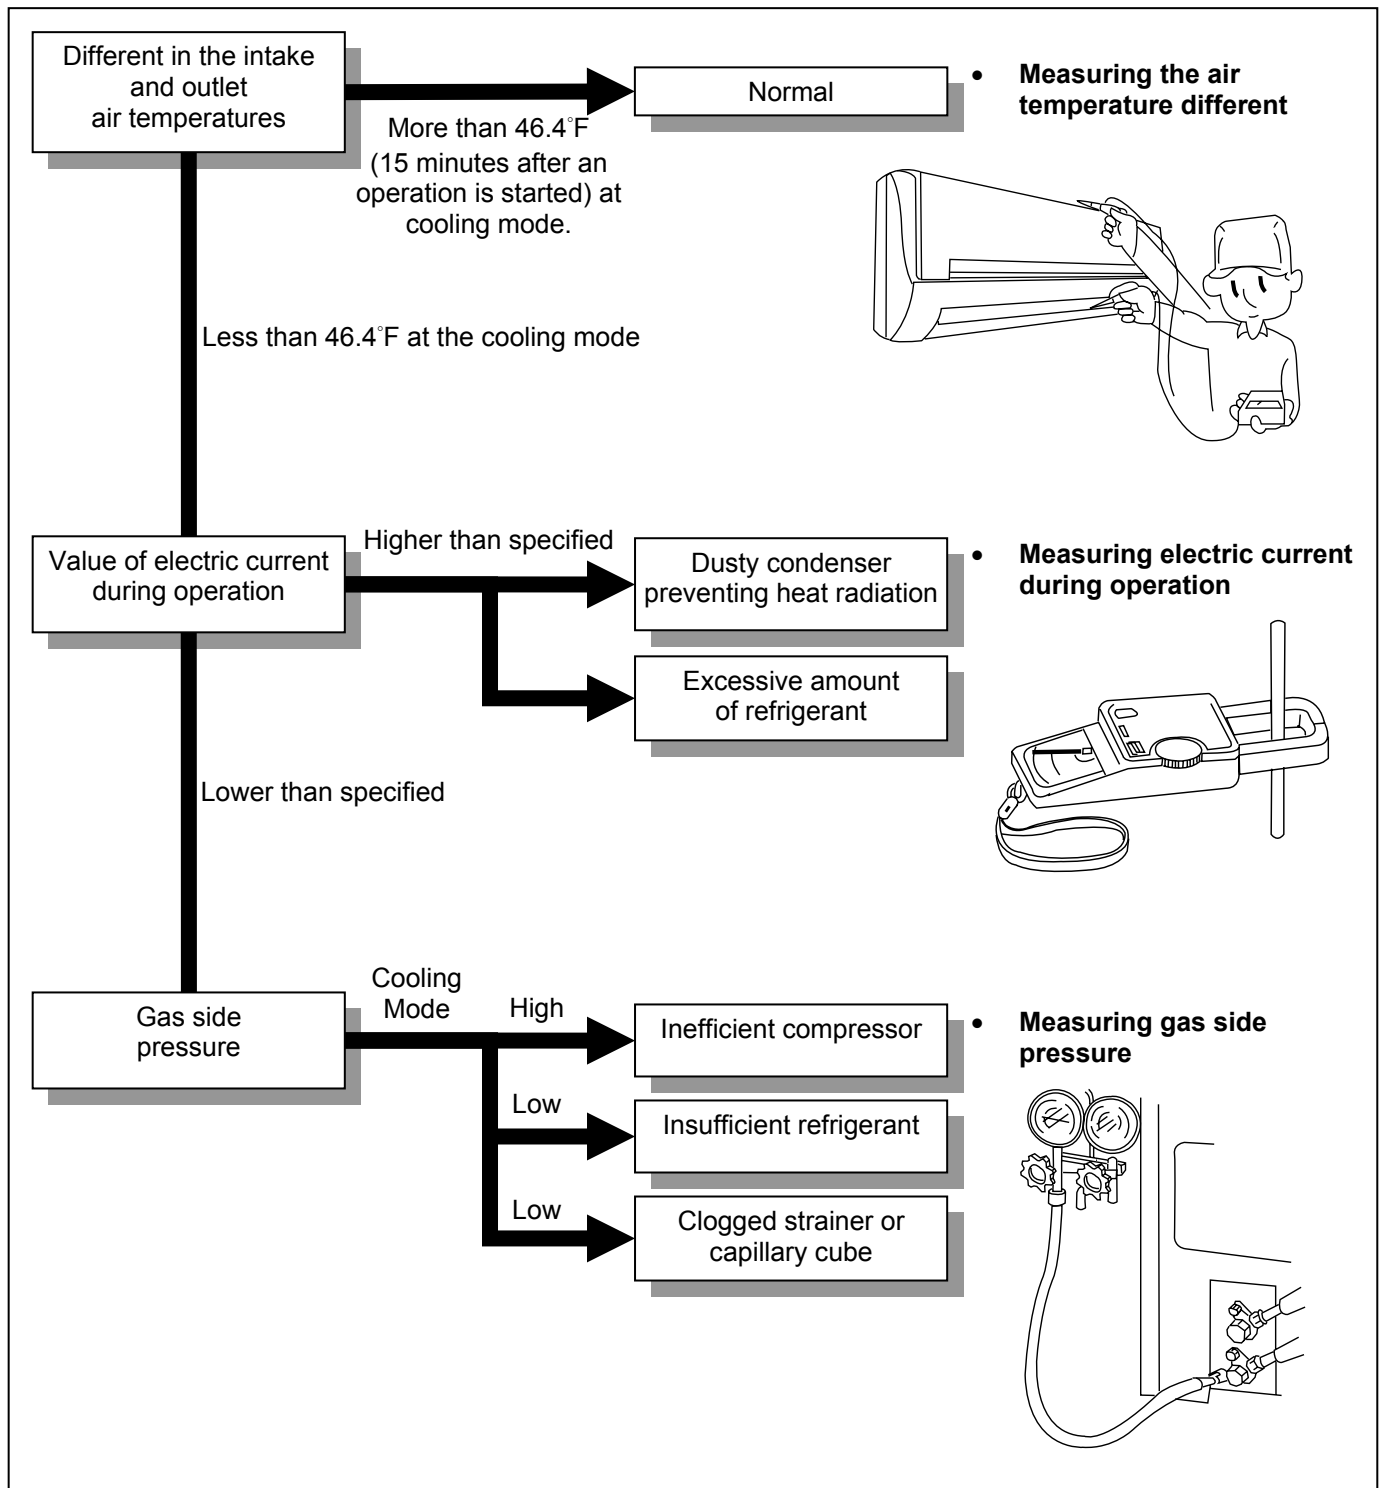 Different in the intake
and outlet
air temperatures
More than 46.4°F
(15 minutes after an
operation is started) at
cooling mode.
Normal
• Measuring the air
temperature different
Less than 46.4°F at the cooling mode
Value of electric current
during operation
Higher than specified
Dusty condenser
preventing heat radiation
Excessive amount
of refrigerant
• Measuring electric current
during operation
Lower than specified
Gas side
pressure
Cooling
Mode
High
Inefficient compressor
Low
Insufficient refrigerant
Low
Clogged strainer or
capillary cube
• Measuring gas side
pressure